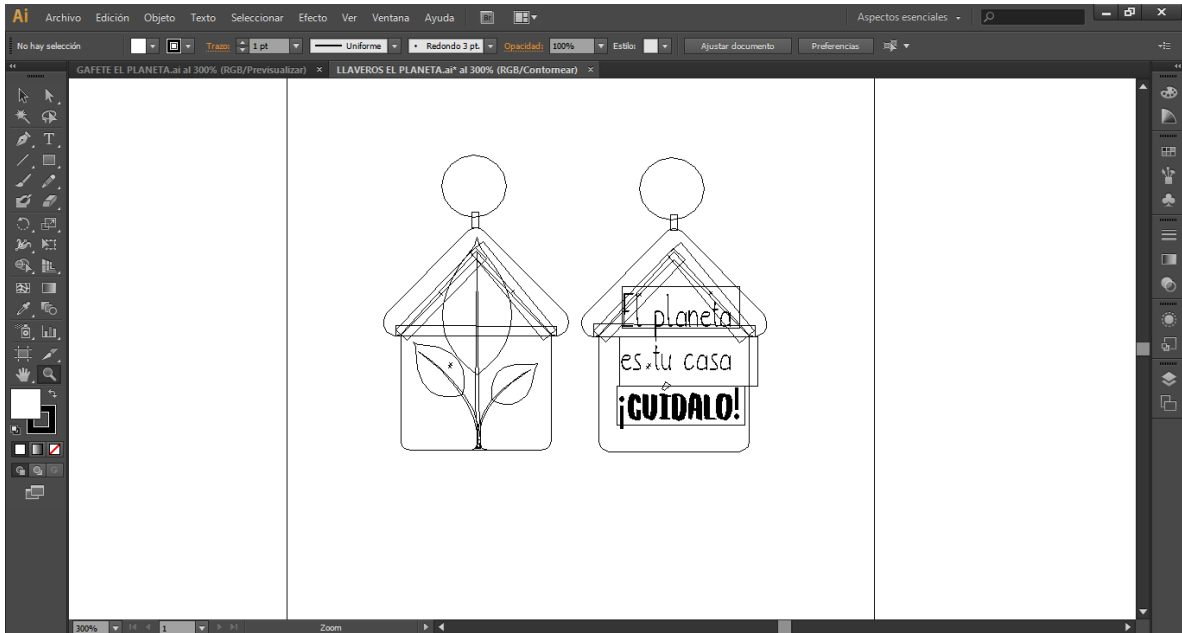 Ai Archivo Edición Objeto Texto Seleccionar Efecto Ver Ventana Ayuda Br Aspectos esenciales
No hay selección Trazo: 1 pt Uniforme Redondo 3 pt. Opacidad: 100% Estilo: Ajustar documento Preferencias
GAFETE EL PLANETA.ai al 300% (RGB/Previsualizar) × LLAVEROS EL PLANETA.ai* al 300% (RGB/Contornear) ×
El planeta
es tu casa
¡CUÍDALO!
300% 1 Zoom